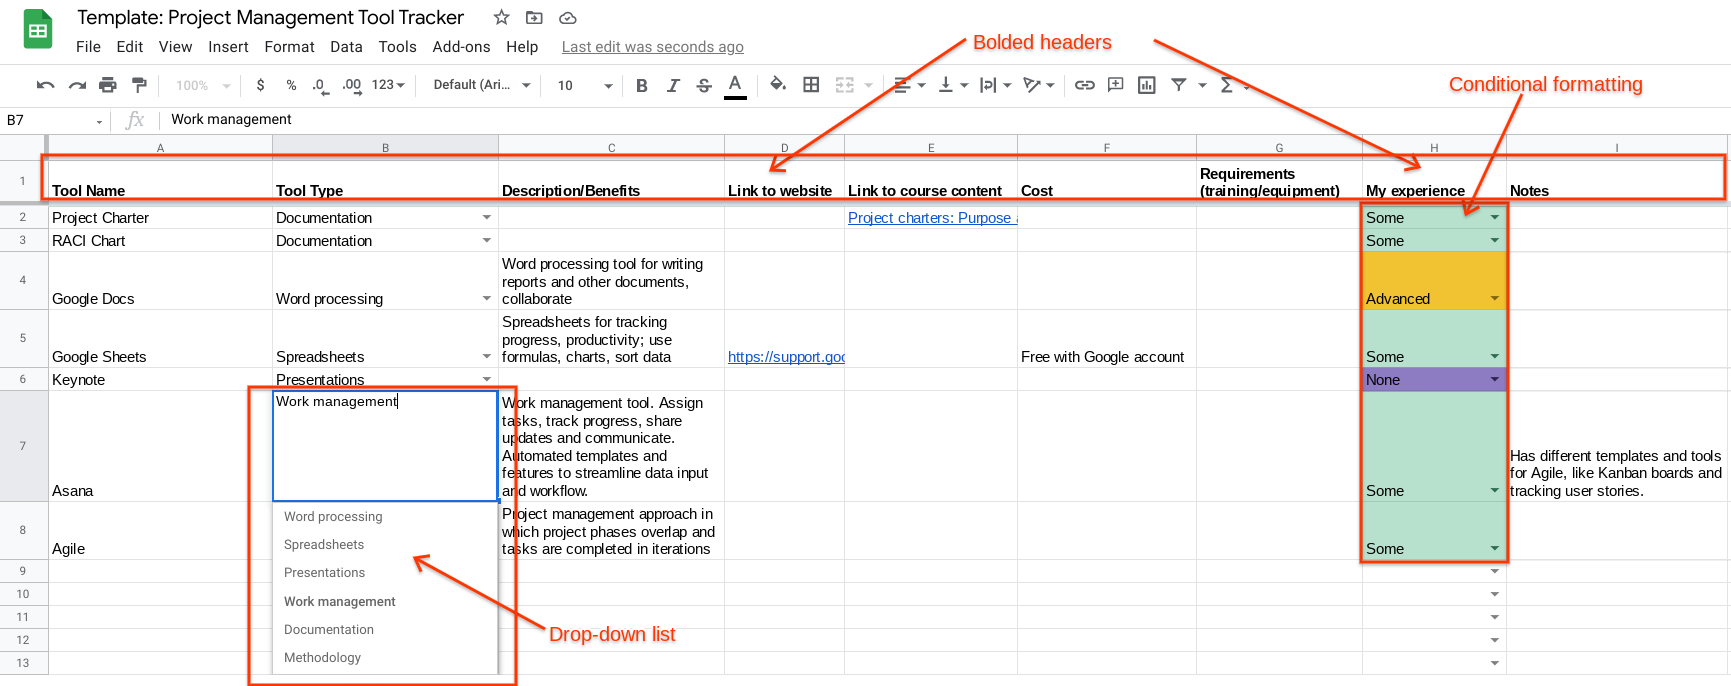 Template: Project Management Tool Tracker
File Edit View Insert Format Data Tools Add-ons Help Last edit was seconds ago
Bolded headers
Conditional formatting
100% $ % .0 .00 123 Default (Ari... 10 B I S A Σ
B7 fx Work management
A B C D E F G H I
1 Tool Name Tool Type Description/Benefits Link to website Link to course content Cost Requirements (training/equipment) My experience Notes
2 Project Charter Documentation Project charters: Purpose Some
3 RACI Chart Documentation Some
4 Google Docs Word processing Word processing tool for writing
reports and other documents,
collaborate Advanced
5 Google Sheets Spreadsheets Spreadsheets for tracking
progress, productivity; use
formulas, charts, sort data https://support.goo Free with Google account Some
6 Keynote Presentations None
7 Asana Work management Work management tool. Assign
tasks, track progress, share
updates and communicate.
Automated templates and
features to streamline data input
and workflow. Some Has different templates and tools
for Agile, like Kanban boards and
tracking user stories.
8 Agile Project management approach in
which project phases overlap and
tasks are completed in iterations Some
Word processing
Spreadsheets
Presentations
Work management
Documentation
Methodology
9
10
11
12
13
Drop-down list